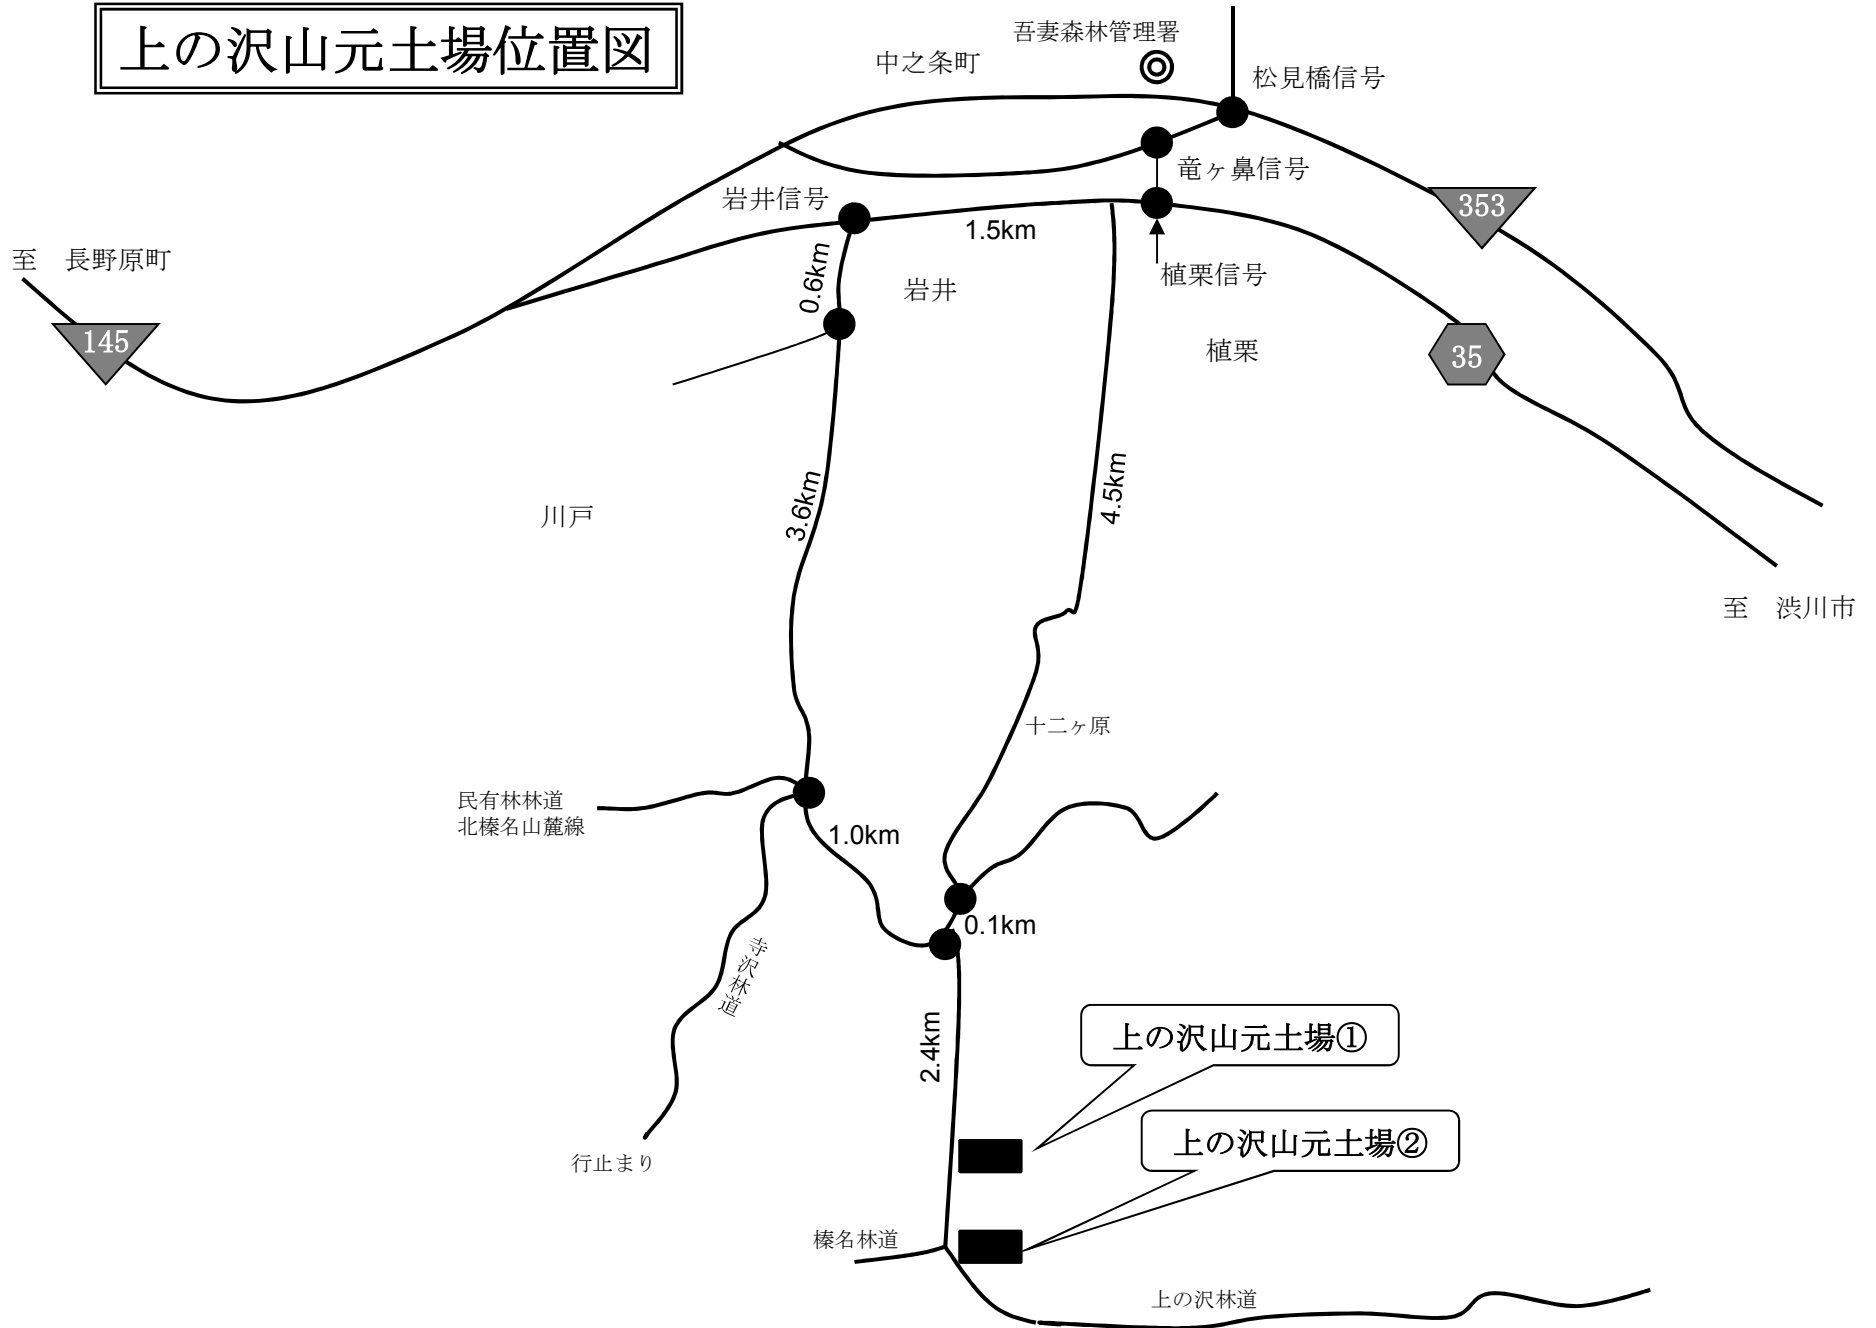 上の沢山元土場位置図
吾妻森林管理署
中之条町
松見橋信号
竜ヶ鼻信号
岩井信号
353
1.5km
至　長野原町
0.6km
岩井
植栗信号
145
植栗
35
3.6km
4.5km
川戸
至　渋川市
十二ヶ原
民有林林道
北榛名山麓線
1.0km
0.1km
寺沢林道
2.4km
上の沢山元土場①
上の沢山元土場②
行止まり
榛名林道
上の沢林道